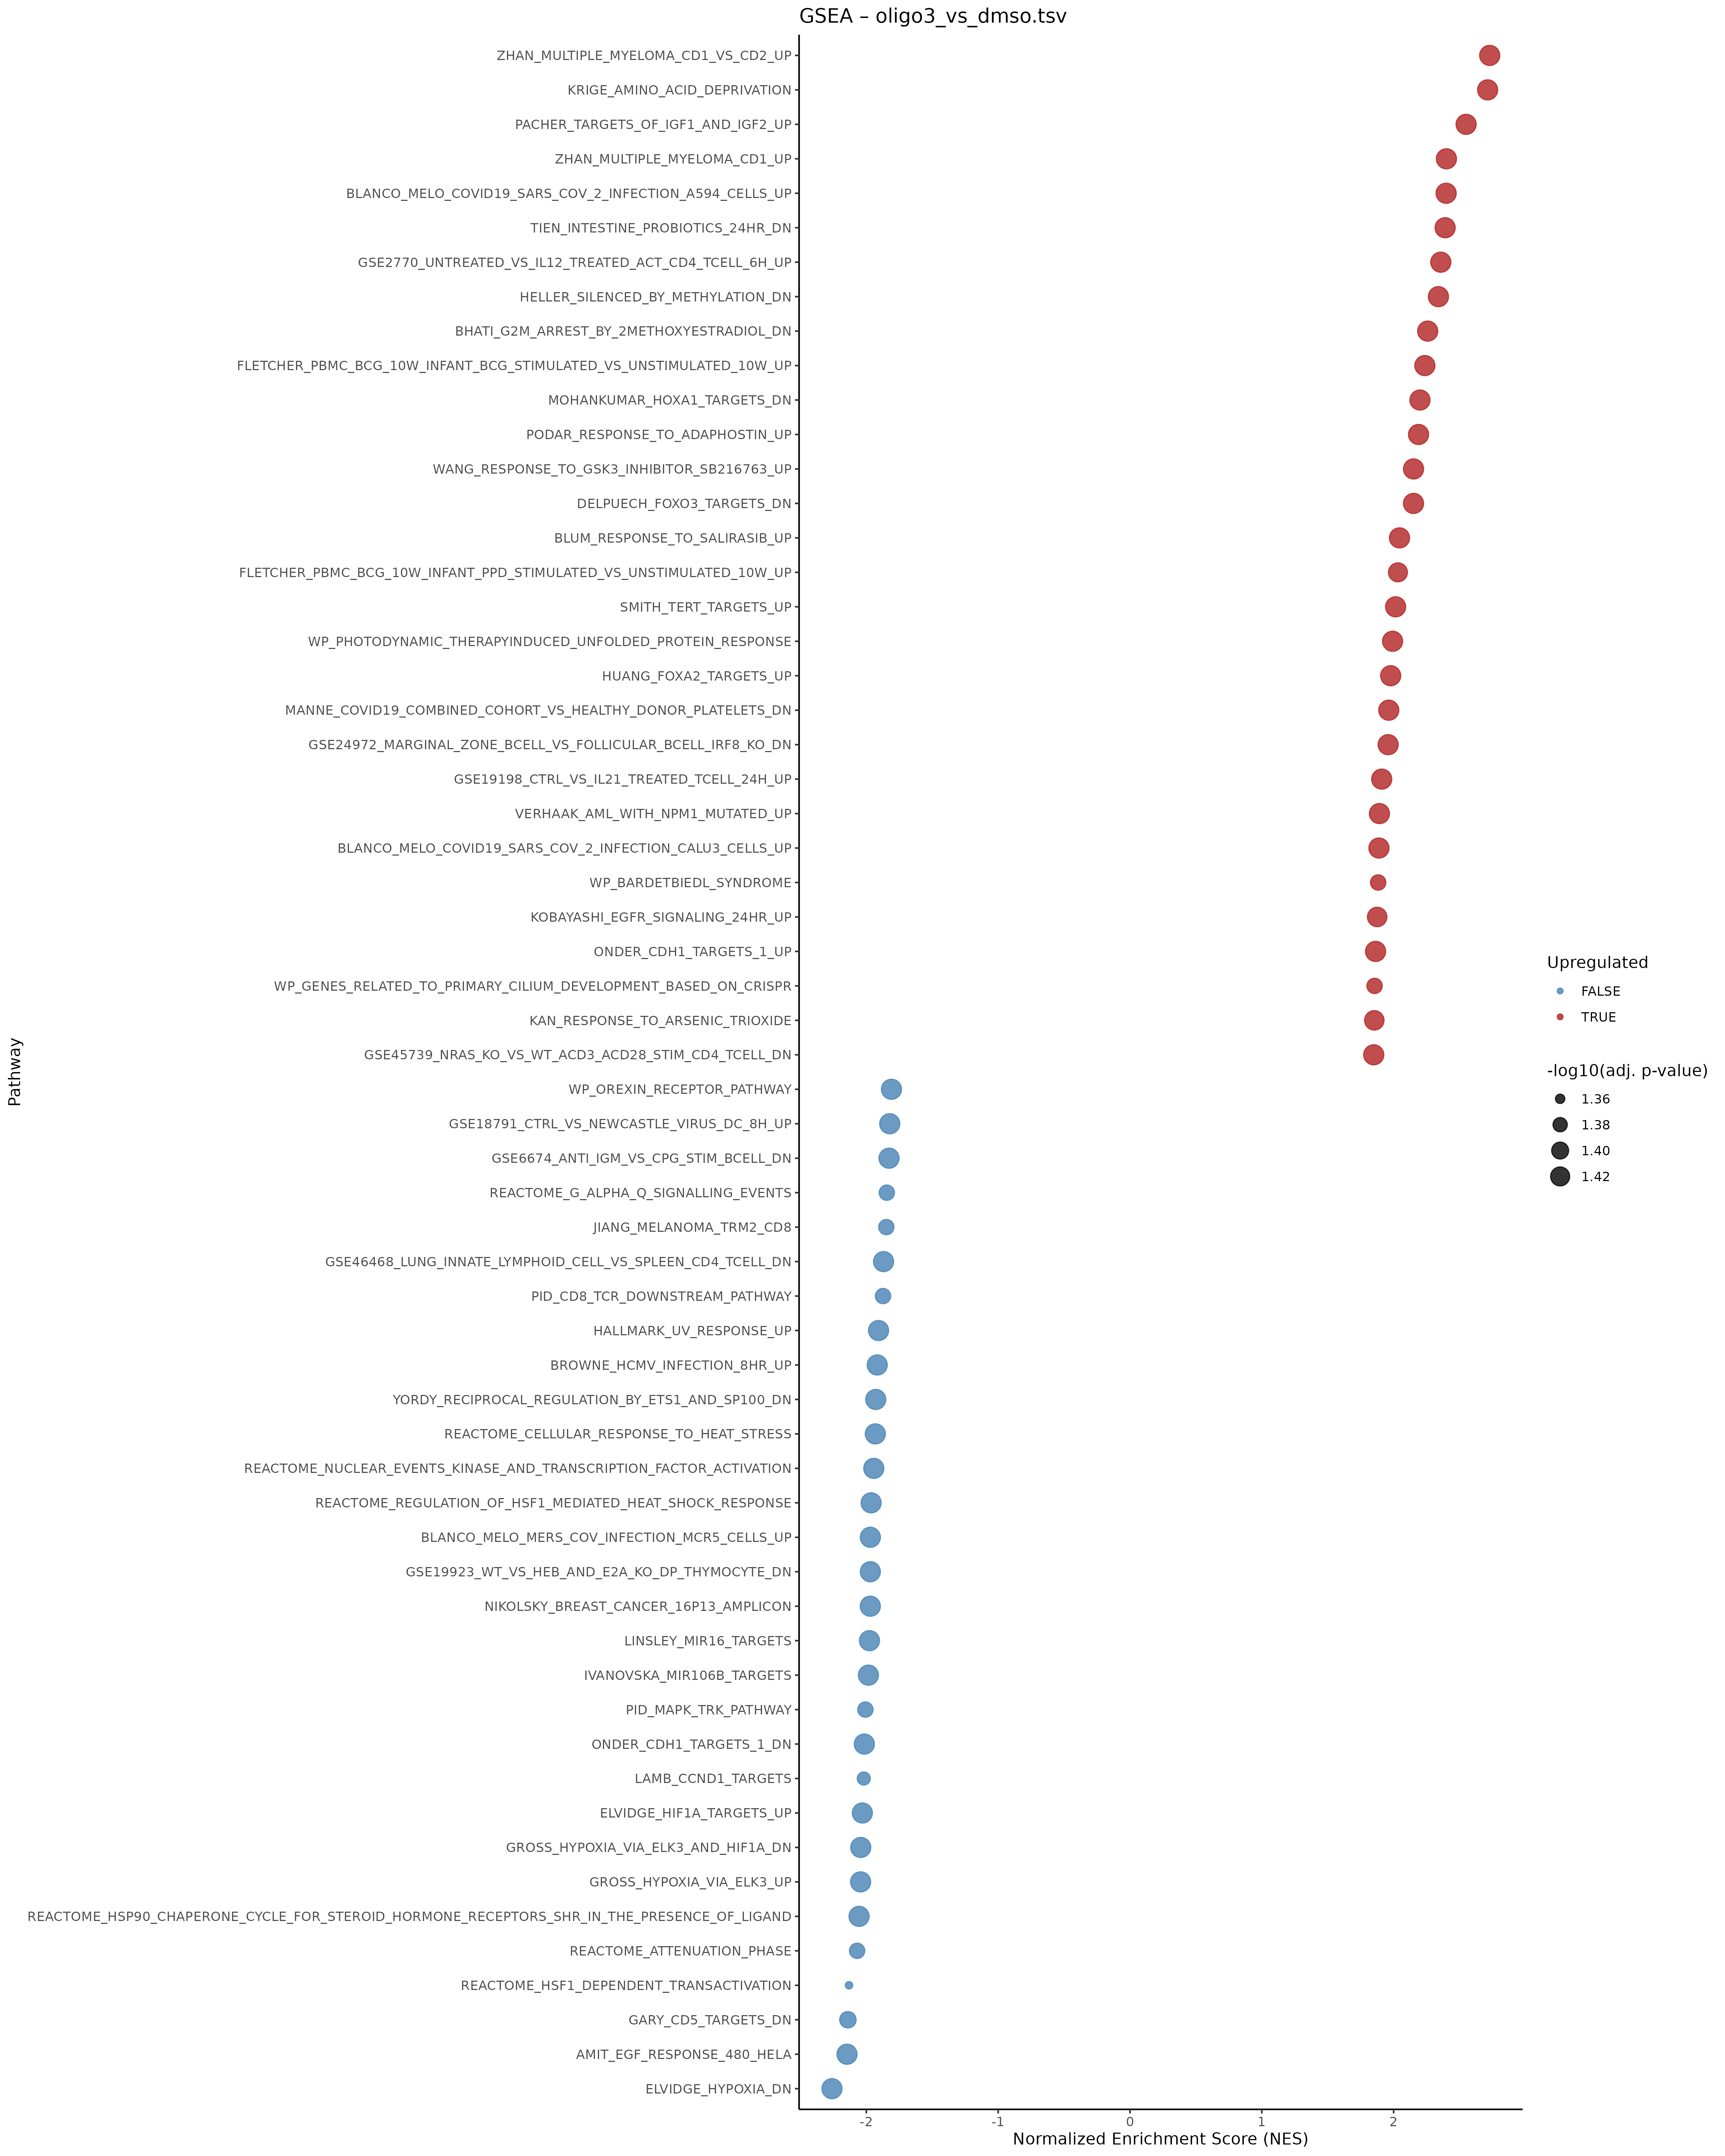 GSEA – oligo3_vs_dmso.tsv
ZHAN_MULTIPLE_MYELOMA_CD1_VS_CD2_UP
KRIGE_AMINO_ACID_DEPRIVATION
PACHER_TARGETS_OF_IGF1_AND_IGF2_UP
ZHAN_MULTIPLE_MYELOMA_CD1_UP
BLANCO_MELO_COVID19_SARS_COV_2_INFECTION_A594_CELLS_UP
TIEN_INTESTINE_PROBIOTICS_24HR_DN
GSE2770_UNTREATED_VS_IL12_TREATED_ACT_CD4_TCELL_6H_UP
HELLER_SILENCED_BY_METHYLATION_DN
BHATI_G2M_ARREST_BY_2METHOXYESTRADIOL_DN
FLETCHER_PBMC_BCG_10W_INFANT_BCG_STIMULATED_VS_UNSTIMULATED_10W_UP
MOHANKUMAR_HOXA1_TARGETS_DN
PODAR_RESPONSE_TO_ADAPHOSTIN_UP
WANG_RESPONSE_TO_GSK3_INHIBITOR_SB216763_UP
DELPUECH_FOXO3_TARGETS_DN
BLUM_RESPONSE_TO_SALIRASIB_UP
FLETCHER_PBMC_BCG_10W_INFANT_PPD_STIMULATED_VS_UNSTIMULATED_10W_UP
SMITH_TERT_TARGETS_UP
WP_PHOTODYNAMIC_THERAPYINDUCED_UNFOLDED_PROTEIN_RESPONSE
HUANG_FOXA2_TARGETS_UP
MANNE_COVID19_COMBINED_COHORT_VS_HEALTHY_DONOR_PLATELETS_DN
GSE24972_MARGINAL_ZONE_BCELL_VS_FOLLICULAR_BCELL_IRF8_KO_DN
GSE19198_CTRL_VS_IL21_TREATED_TCELL_24H_UP
VERHAAK_AML_WITH_NPM1_MUTATED_UP
BLANCO_MELO_COVID19_SARS_COV_2_INFECTION_CALU3_CELLS_UP
WP_BARDETBIEDL_SYNDROME
KOBAYASHI_EGFR_SIGNALING_24HR_UP
ONDER_CDH1_TARGETS_1_UP
WP_GENES_RELATED_TO_PRIMARY_CILIUM_DEVELOPMENT_BASED_ON_CRISPR
KAN_RESPONSE_TO_ARSENIC_TRIOXIDE
GSE45739_NRAS_KO_VS_WT_ACD3_ACD28_STIM_CD4_TCELL_DN
WP_OREXIN_RECEPTOR_PATHWAY
GSE18791_CTRL_VS_NEWCASTLE_VIRUS_DC_8H_UP
GSE6674_ANTI_IGM_VS_CPG_STIM_BCELL_DN
REACTOME_G_ALPHA_Q_SIGNALLING_EVENTS
JIANG_MELANOMA_TRM2_CD8
GSE46468_LUNG_INNATE_LYMPHOID_CELL_VS_SPLEEN_CD4_TCELL_DN
PID_CD8_TCR_DOWNSTREAM_PATHWAY
HALLMARK_UV_RESPONSE_UP
BROWNE_HCMV_INFECTION_8HR_UP
YORDY_RECIPROCAL_REGULATION_BY_ETS1_AND_SP100_DN
REACTOME_CELLULAR_RESPONSE_TO_HEAT_STRESS
REACTOME_NUCLEAR_EVENTS_KINASE_AND_TRANSCRIPTION_FACTOR_ACTIVATION
REACTOME_REGULATION_OF_HSF1_MEDIATED_HEAT_SHOCK_RESPONSE
BLANCO_MELO_MERS_COV_INFECTION_MCR5_CELLS_UP
GSE19923_WT_VS_HEB_AND_E2A_KO_DP_THYMOCYTE_DN
NIKOLSKY_BREAST_CANCER_16P13_AMPLICON
LINSLEY_MIR16_TARGETS
IVANOVSKA_MIR106B_TARGETS
PID_MAPK_TRK_PATHWAY
ONDER_CDH1_TARGETS_1_DN
LAMB_CCND1_TARGETS
ELVIDGE_HIF1A_TARGETS_UP
GROSS_HYPOXIA_VIA_ELK3_AND_HIF1A_DN
GROSS_HYPOXIA_VIA_ELK3_UP
REACTOME_HSP90_CHAPERONE_CYCLE_FOR_STEROID_HORMONE_RECEPTORS_SHR_IN_THE_PRESENCE_OF_LIGAND
REACTOME_ATTENUATION_PHASE
REACTOME_HSF1_DEPENDENT_TRANSACTIVATION
GARY_CD5_TARGETS_DN
AMIT_EGF_RESPONSE_480_HELA
ELVIDGE_HYPOXIA_DN
Pathway
-2 -1 0 1 2
Normalized Enrichment Score (NES)
Upregulated
FALSE
TRUE
-log10(adj. p-value)
1.36
1.38
1.40
1.42